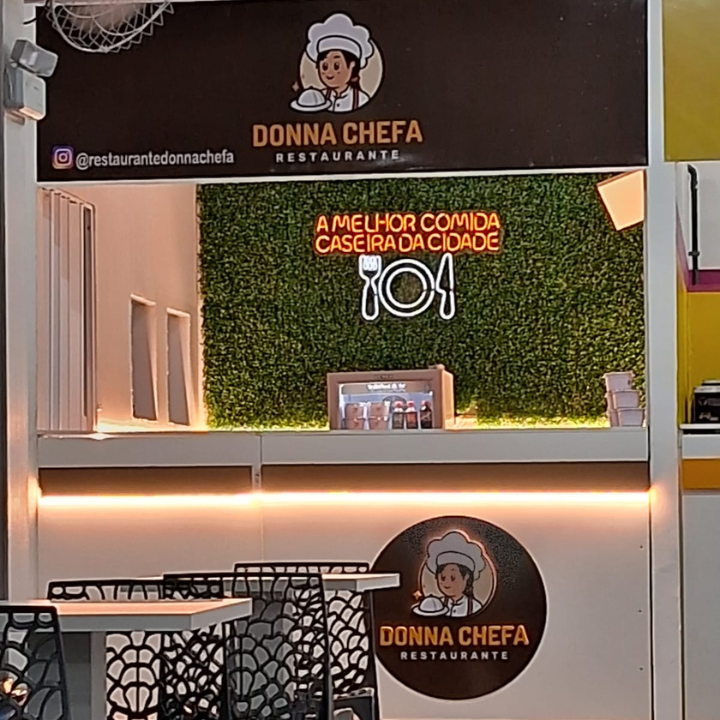 DONNA CHEFA
RESTAURANTE
@restaurantedonnachefa
A MELHOR COMIDA
CASEIRA DA CIDADE
DONNA CHEFA
RESTAURANTE